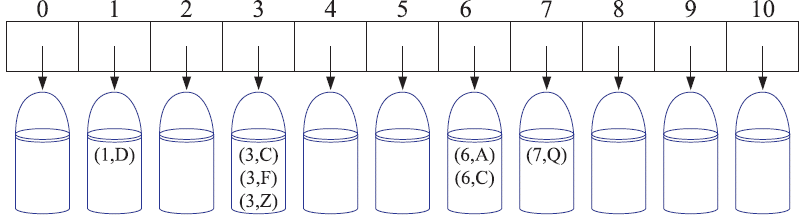 0 1 2 3 4 5 6 7 8 9 10
(1,D) (3,C) (6,A) (7,Q)
(3,F) (6,C)
(3,Z)